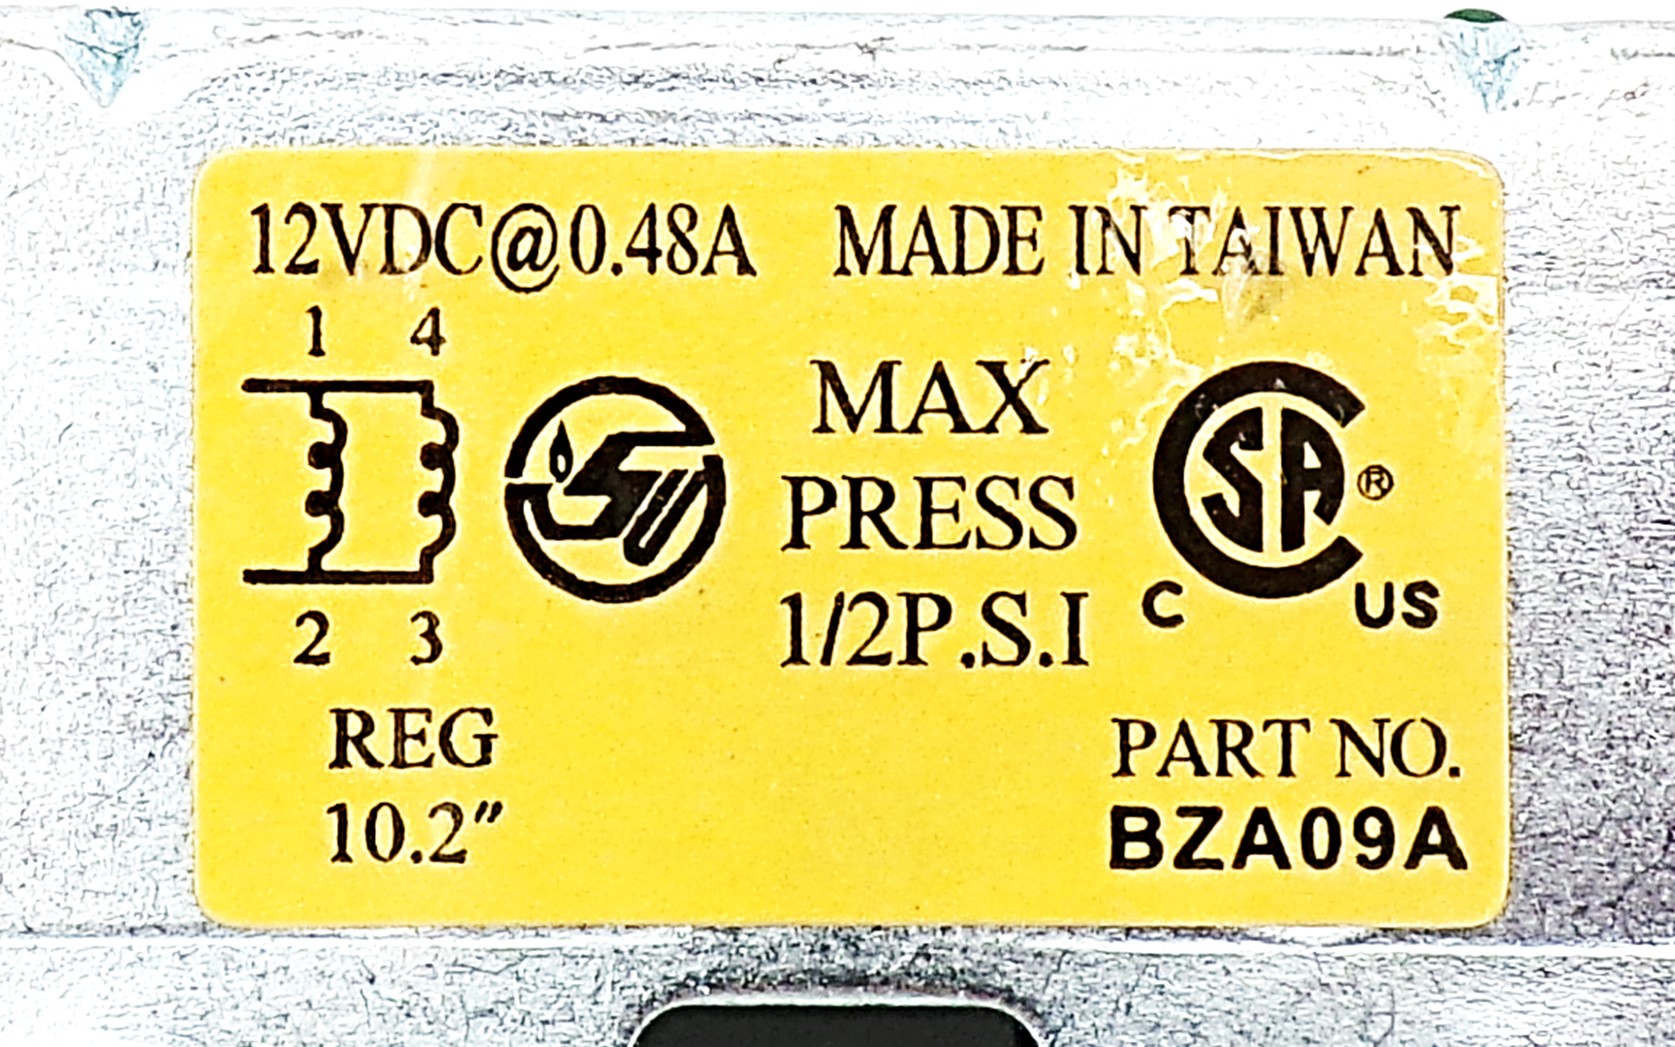 12VDC@0.48A MADE IN TAIWAN
1 4
MAX
PRESS
1/2P.S.I
SA ®
C US
2 3
REG
10.2"
PART NO.
BZA09A